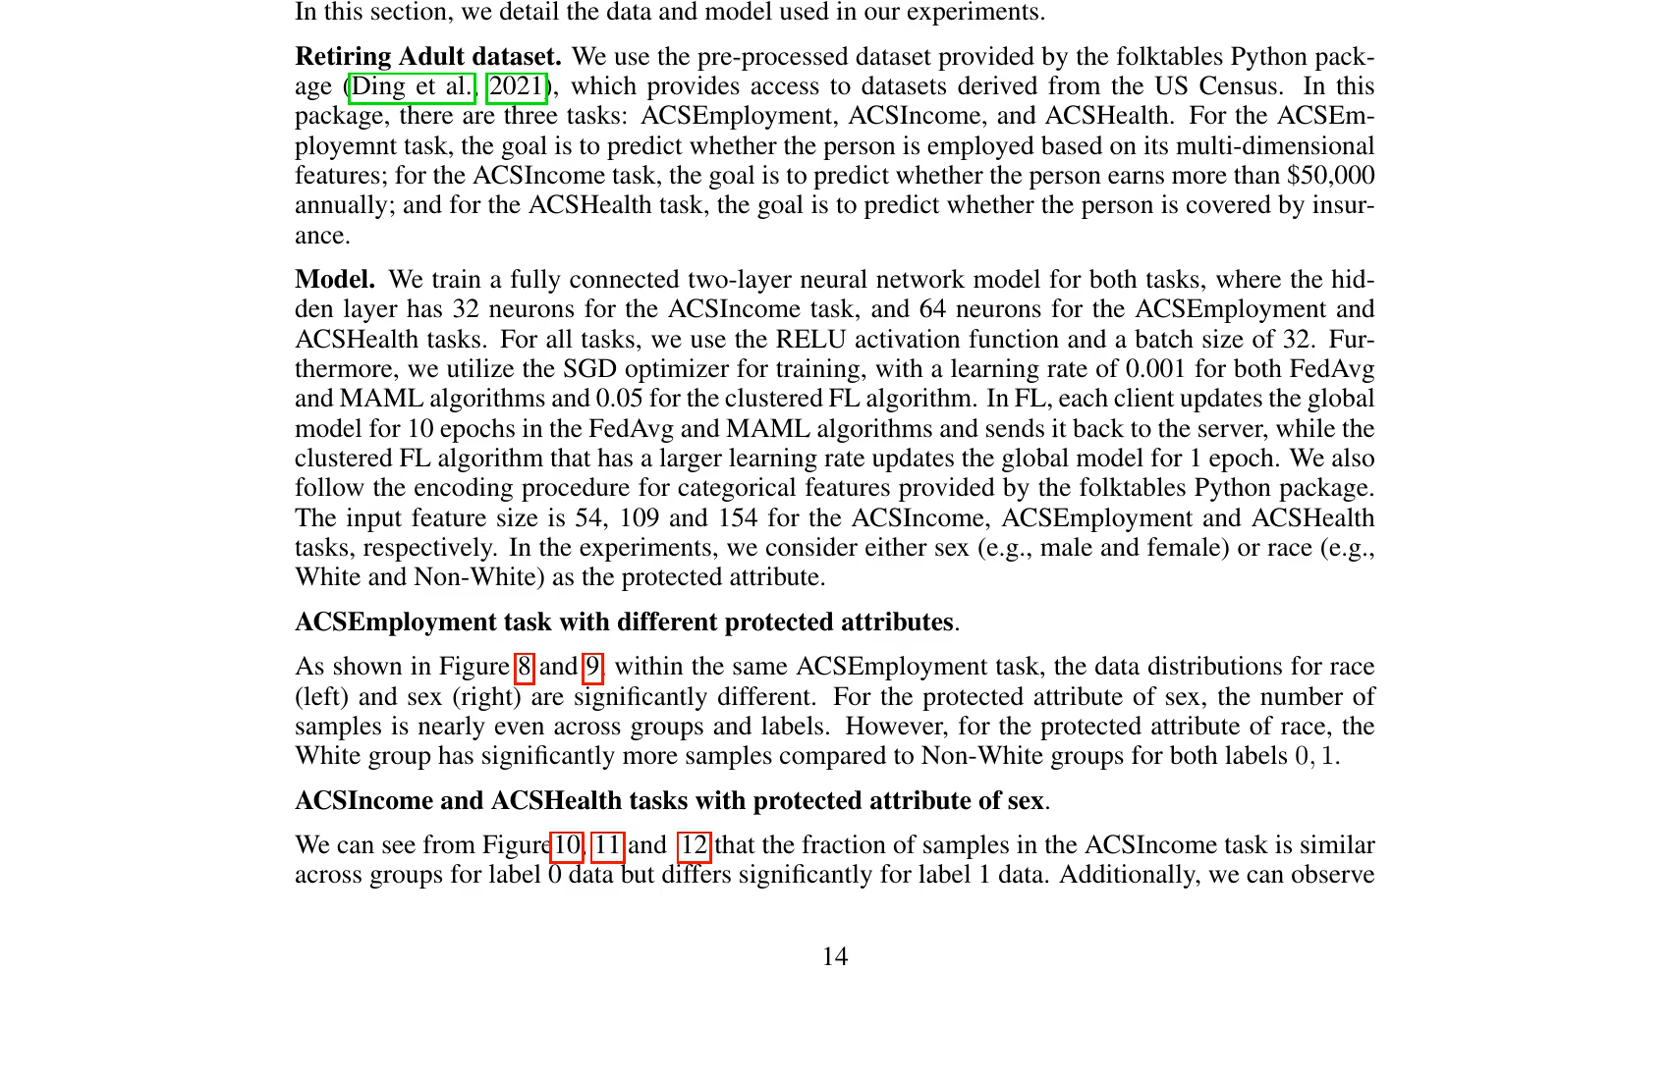 In this section, we detail the data and model used in our experiments.
Retiring Adult dataset. We use the pre-processed dataset provided by the folktables Python pack-
age (Ding et al., 2021), which provides access to datasets derived from the US Census. In this
package, there are three tasks: ACSEmployment, ACSIncome, and ACSHealth. For the ACSEm-
ployemnt task, the goal is to predict whether the person is employed based on its multi-dimensional
features; for the ACSIncome task, the goal is to predict whether the person earns more than $50,000
annually; and for the ACSHealth task, the goal is to predict whether the person is covered by insur-
ance.
Model. We train a fully connected two-layer neural network model for both tasks, where the hid-
den layer has 32 neurons for the ACSIncome task, and 64 neurons for the ACSEmployment and
ACSHealth tasks. For all tasks, we use the RELU activation function and a batch size of 32. Fur-
thermore, we utilize the SGD optimizer for training, with a learning rate of 0.001 for both FedAvg
and MAML algorithms and 0.05 for the clustered FL algorithm. In FL, each client updates the global
model for 10 epochs in the FedAvg and MAML algorithms and sends it back to the server, while the
clustered FL algorithm that has a larger learning rate updates the global model for 1 epoch. We also
follow the encoding procedure for categorical features provided by the folktables Python package.
The input feature size is 54, 109 and 154 for the ACSIncome, ACSEmployment and ACSHealth
tasks, respectively. In the experiments, we consider either sex (e.g., male and female) or race (e.g.,
White and Non-White) as the protected attribute.
ACSEmployment task with different protected attributes.
As shown in Figure 8 and 9, within the same ACSEmployment task, the data distributions for race
(left) and sex (right) are significantly different. For the protected attribute of sex, the number of
samples is nearly even across groups and labels. However, for the protected attribute of race, the
White group has significantly more samples compared to Non-White groups for both labels 0, 1.
ACSIncome and ACSHealth tasks with protected attribute of sex.
We can see from Figure 10, 11 and 12 that the fraction of samples in the ACSIncome task is similar
across groups for label 0 data but differs significantly for label 1 data. Additionally, we can observe
14